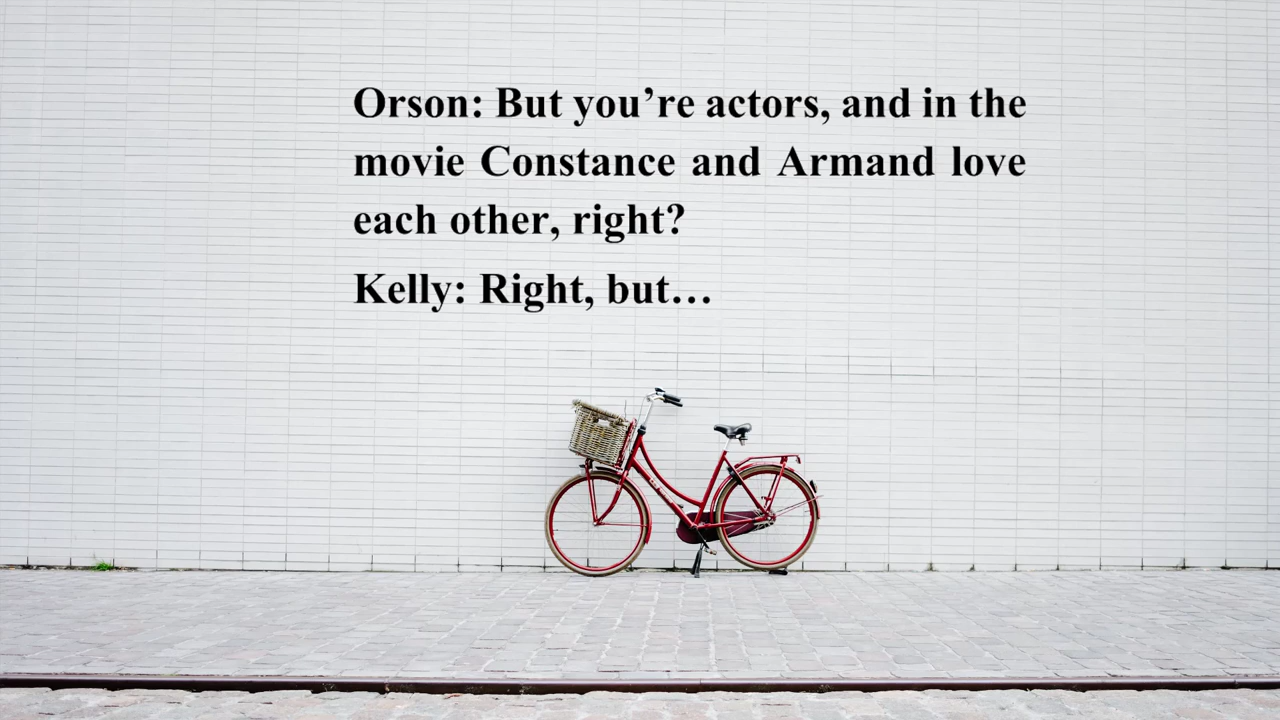 Orson: But you’re actors, and in the
movie Constance and Armand love
each other, right?
Kelly: Right, but…